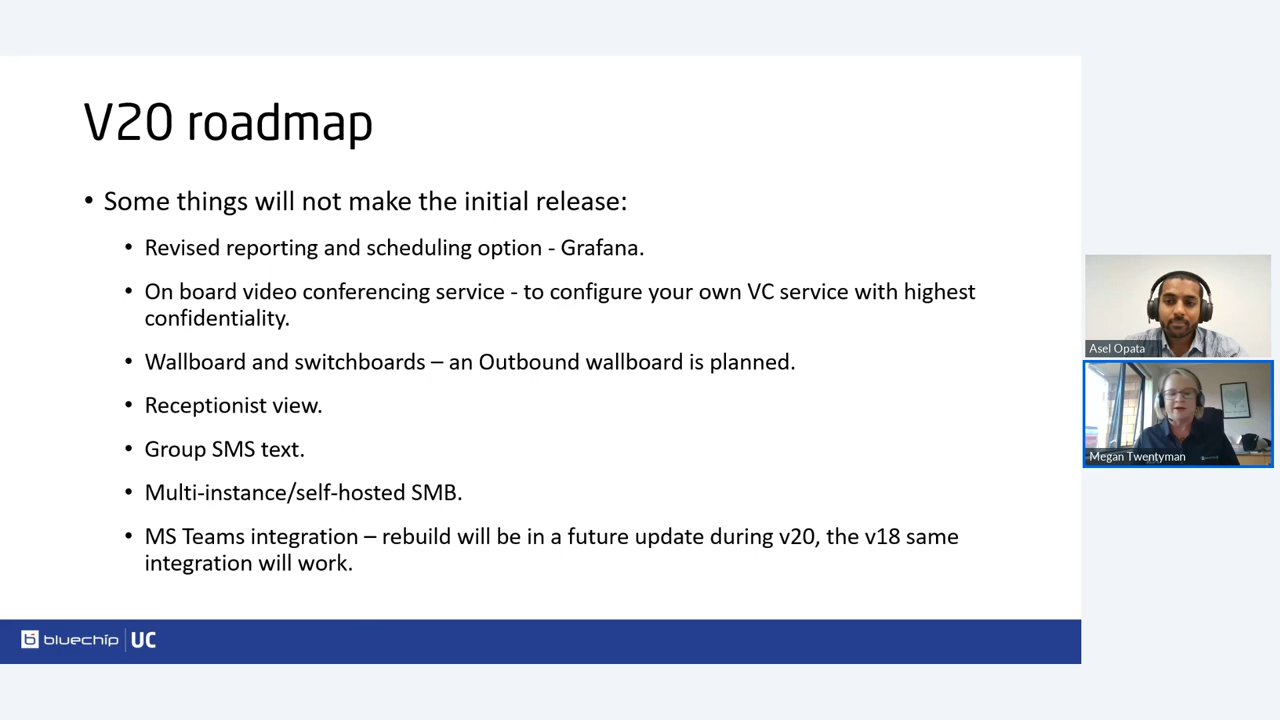 V20 roadmap
• Some things will not make the initial release:
• Revised reporting and scheduling option - Grafana.
• On board video conferencing service - to configure your own VC service with highest
confidentiality.
• Wallboard and switchboards – an Outbound wallboard is planned.
• Receptionist view.
• Group SMS text.
• Multi-instance/self-hosted SMB.
• MS Teams integration – rebuild will be in a future update during v20, the v18 same
integration will work.
bluechip UC
Asel Opata
Megan Twentyman